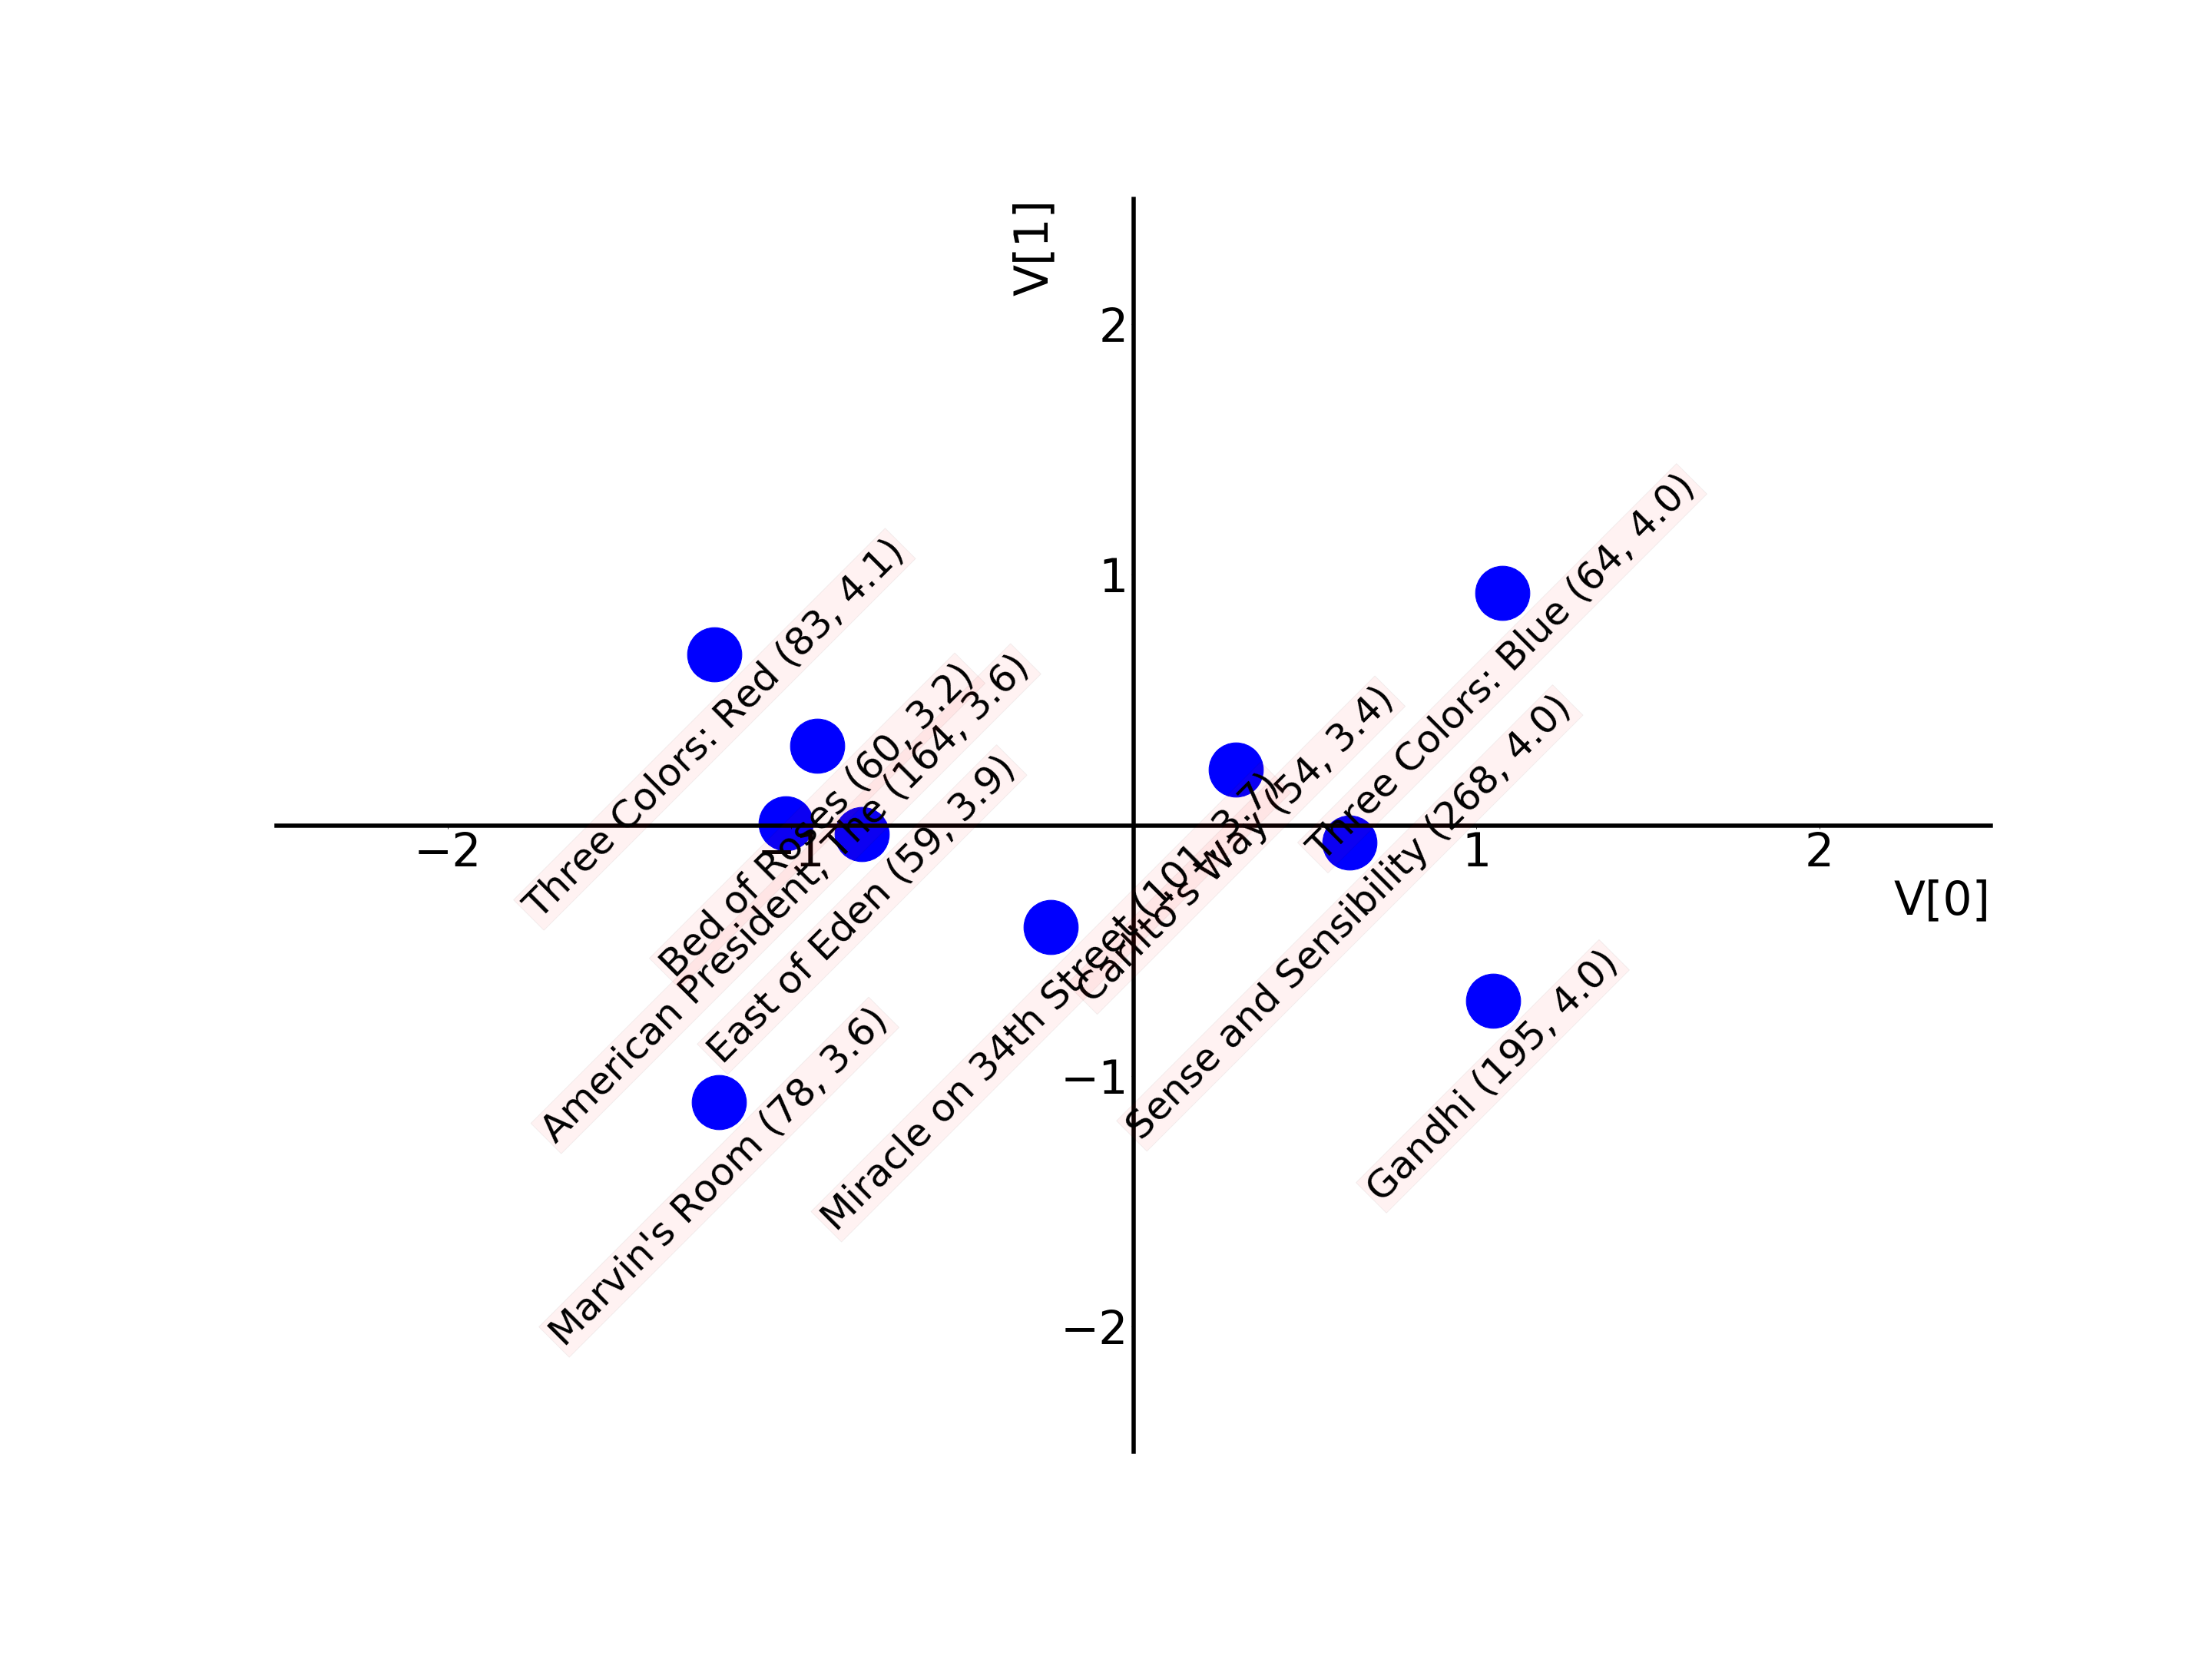 V[1]
2
1
Three Colors: Blue (64, 4.0)
Three Colors: Red (83, 4.1)
Bed of Roses (60, 3.2)
American President, The (164, 3.6)
East of Eden (59, 3.9)
Carlito's Way (54, 3.4)
Sense and Sensibility (268, 4.0)
−2
−1
1
2
V[0]
Miracle on 34th Street (101, 3.7)
Gandhi (195, 4.0)
Marvin's Room (78, 3.6)
−1
−2